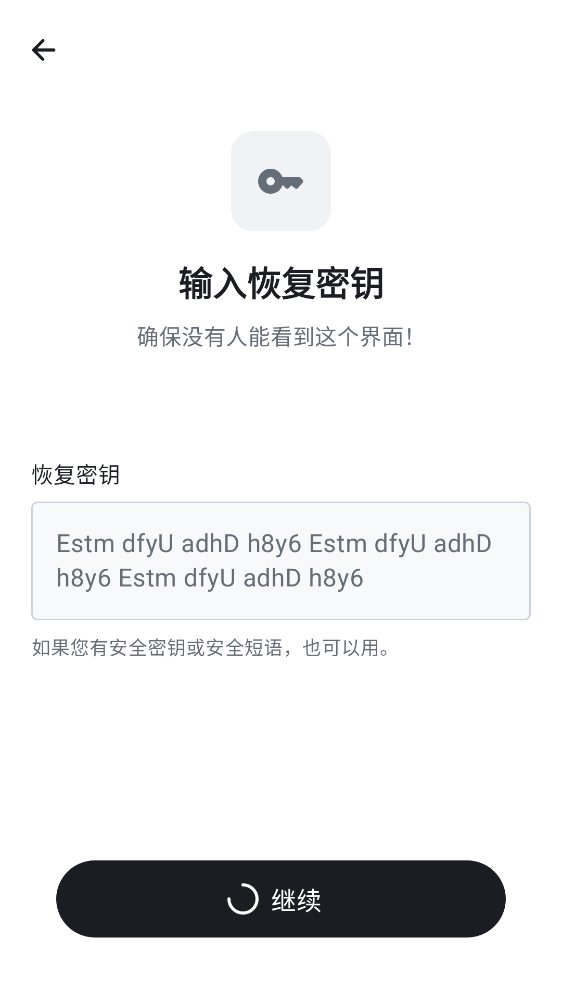 输入恢复密钥
确保没有人能看到这个界面！
恢复密钥
Estm dfyU adhD h8y6 Estm dfyU adhD
h8y6 Estm dfyU adhD h8y6
如果您有安全密钥或安全短语，也可以用。
继续